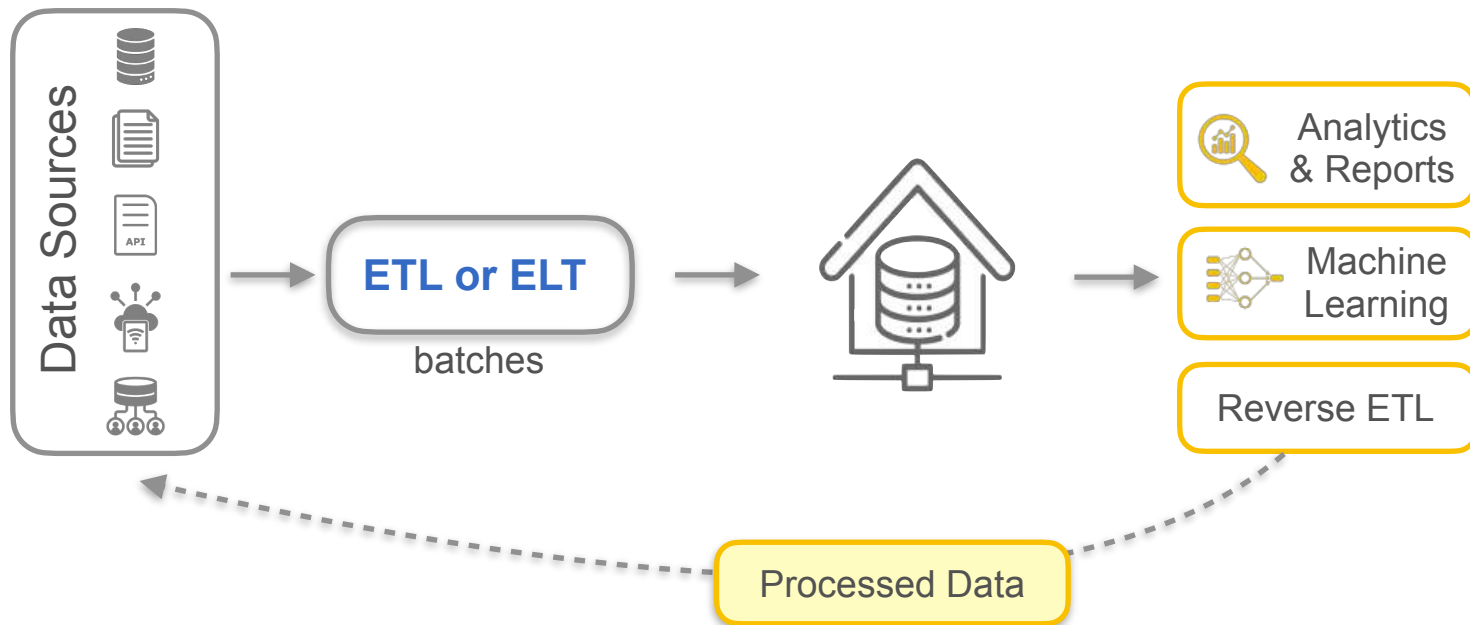 Data Sources
API
ETL or ELT
batches
Analytics
& Reports
Machine
Learning
Reverse ETL
Processed Data